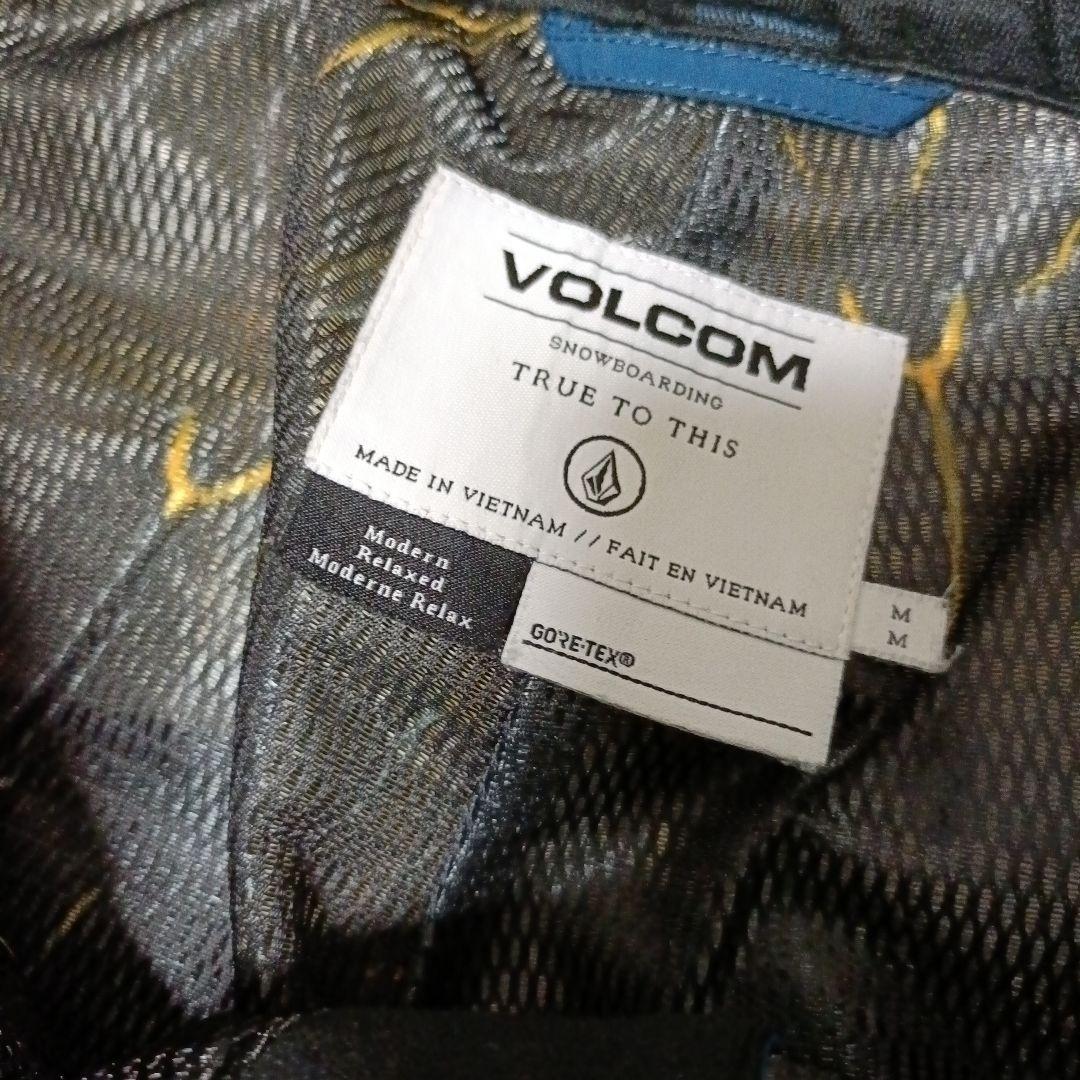 VOLCOM
SNOWBOARDING
TRUE TO THIS
MADE IN VIETNAM // FAIT EN VIETNAM
Modern
Relaxed
Moderne Relax
GORE-TEX®
M
M